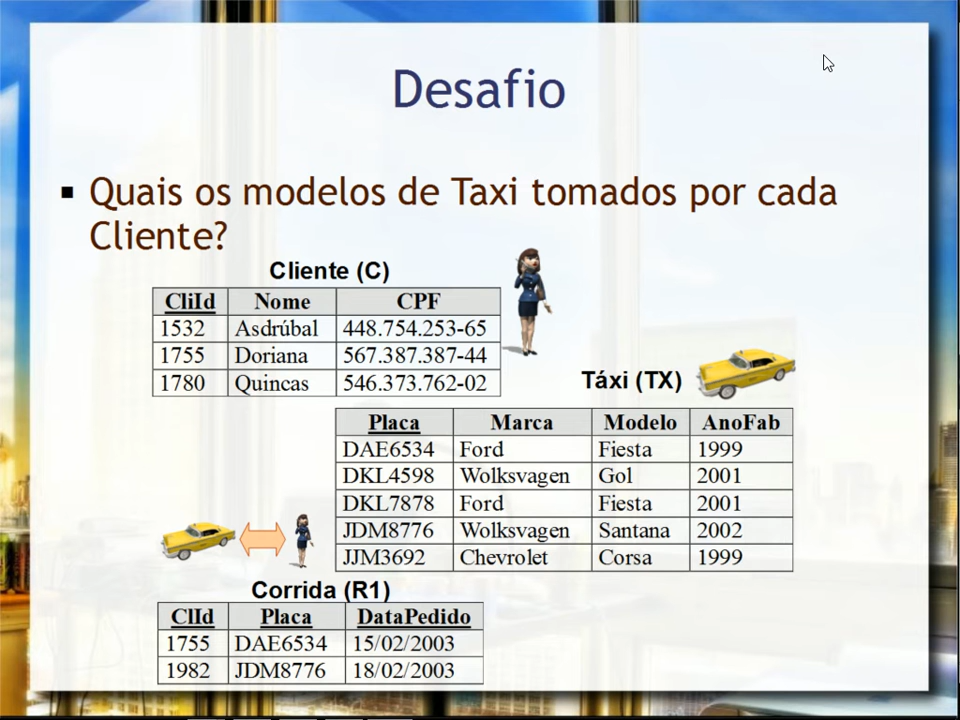 Desafio
▪ Quais os modelos de Taxi tomados por cada
Cliente?
Cliente (C)
CliId Nome CPF
1532 Asdrúbal 448.754.253-65
1755 Doriana 567.387.387-44
1780 Quincas 546.373.762-02
Táxi (TX)
Placa Marca Modelo AnoFab
DAE6534 Ford Fiesta 1999
DKL4598 Wolksvagen Gol 2001
DKL7878 Ford Fiesta 2001
JDM8776 Wolksvagen Santana 2002
JJM3692 Chevrolet Corsa 1999
Corrida (R1)
ClId Placa DataPedido
1755 DAE6534 15/02/2003
1982 JDM8776 18/02/2003